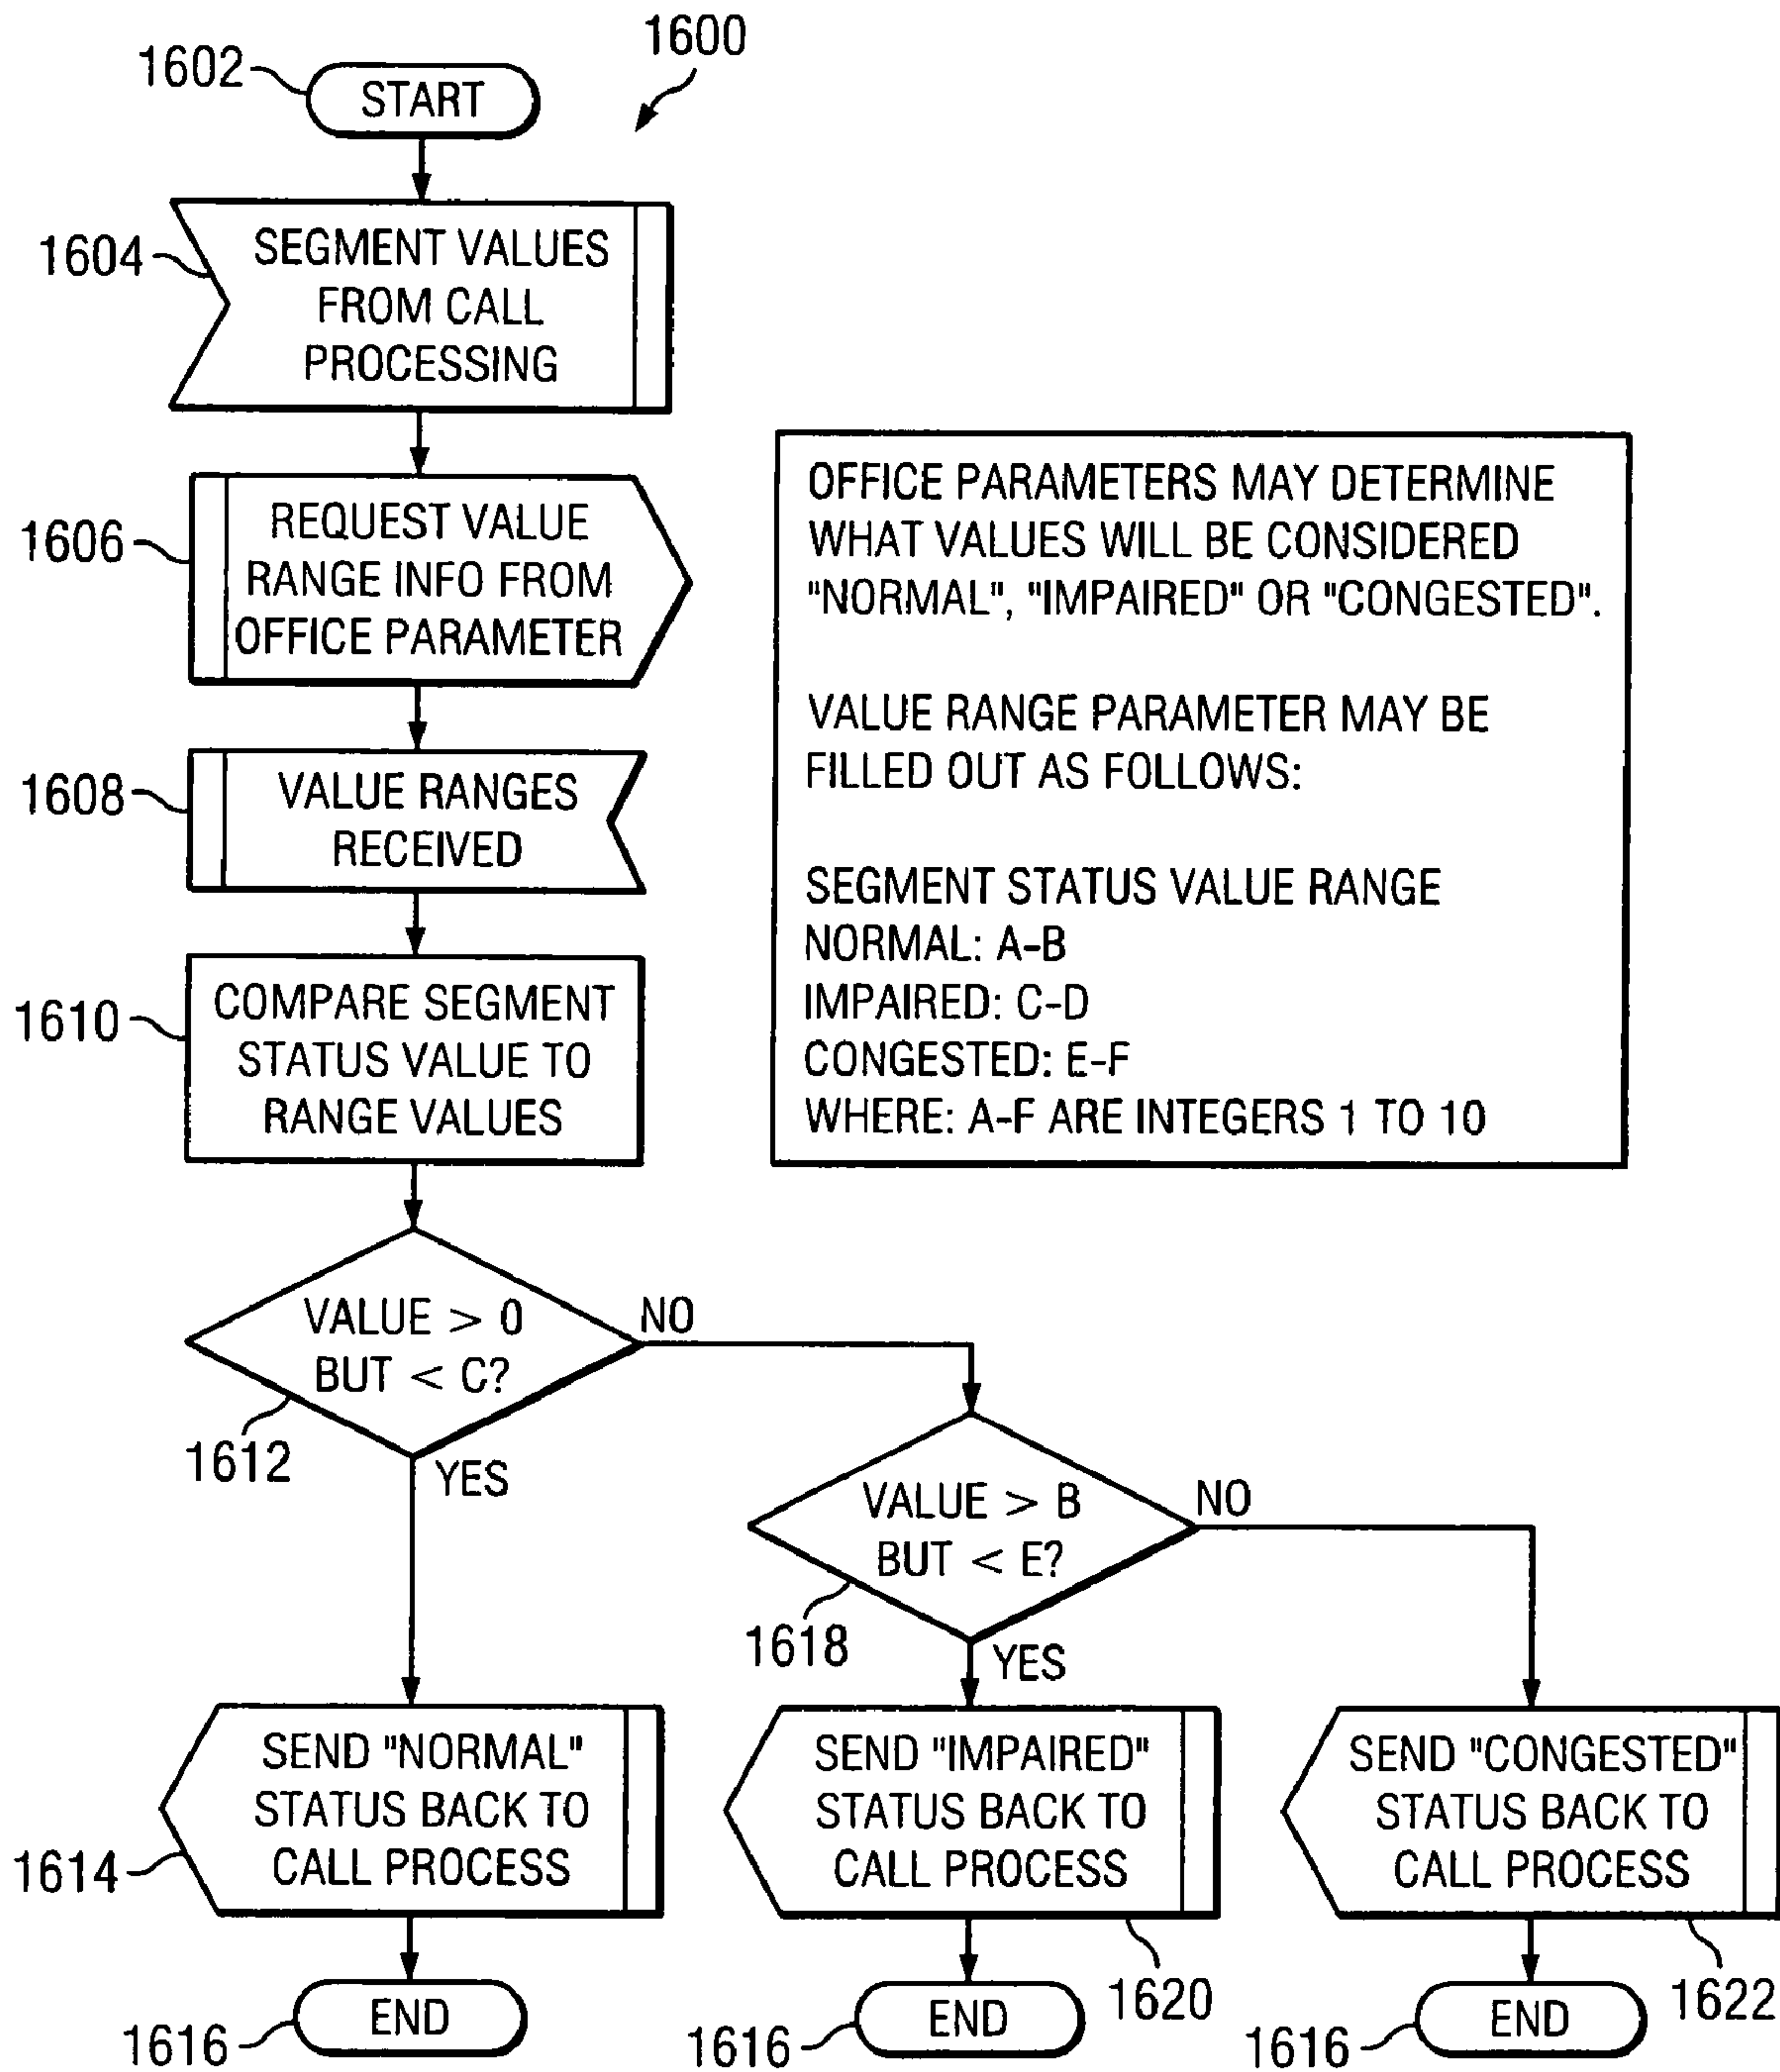 1600
1602
START
1604
SEGMENT VALUES
FROM CALL
PROCESSING
1606
REQUEST VALUE
RANGE INFO FROM
OFFICE PARAMETER
1608
VALUE RANGES
RECEIVED
1610
COMPARE SEGMENT
STATUS VALUE TO
RANGE VALUES
OFFICE PARAMETERS MAY DETERMINE
WHAT VALUES WILL BE CONSIDERED
"NORMAL", "IMPAIRED" OR "CONGESTED".
VALUE RANGE PARAMETER MAY BE
FILLED OUT AS FOLLOWS:
SEGMENT STATUS VALUE RANGE
NORMAL: A-B
IMPAIRED: C-D
CONGESTED: E-F
WHERE: A-F ARE INTEGERS 1 TO 10
VALUE > 0
BUT < C?
NO
1612
YES
VALUE > B
BUT < E?
NO
1618
YES
SEND "NORMAL"
STATUS BACK TO
CALL PROCESS
1614
SEND "IMPAIRED"
STATUS BACK TO
CALL PROCESS
1620
SEND "CONGESTED"
STATUS BACK TO
CALL PROCESS
1622
END
1616
END
1616
END
1616